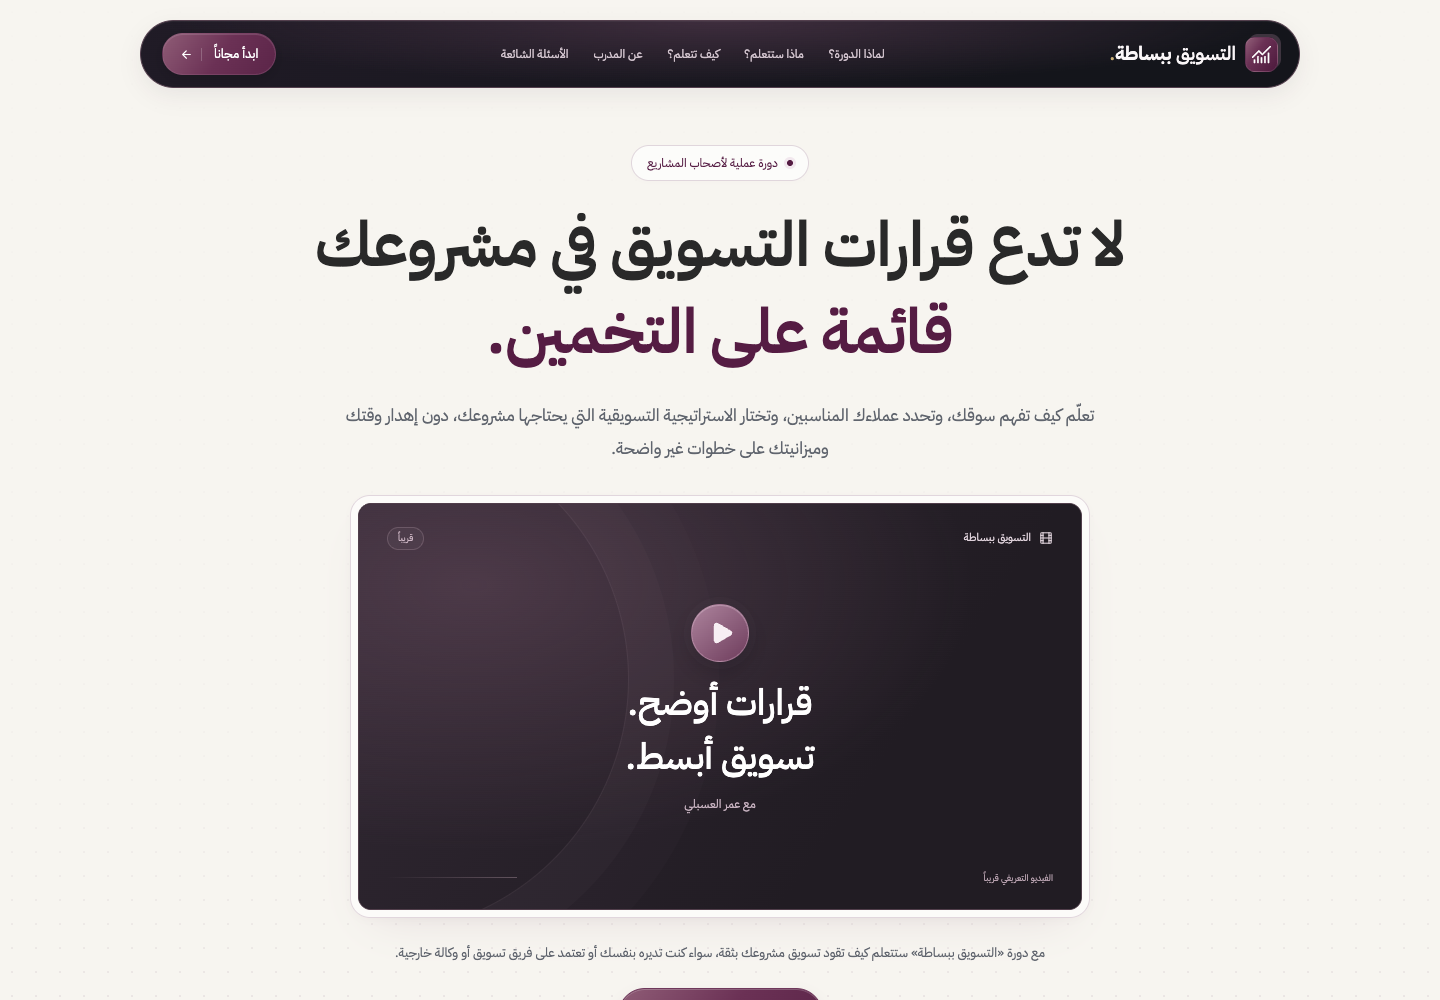 التسويق ببساطة.
لماذا الدورة؟
ماذا ستتعلم؟
كيف تتعلم؟
عن المدرب
الأسئلة الشائعة
ابدأ مجاناً
دورة عملية لأصحاب المشاريع
لا تدع قرارات التسويق في مشروعك
قائمة على التخمين.
تعلّم كيف تفهم سوقك، وتحدد عملاءك المناسبين، وتختار الاستراتيجية التسويقية التي يحتاجها مشروعك، دون إهدار وقتك
وميزانيتك على خطوات غير واضحة.
التسويق ببساطة
قريباً
قرارات أوضح.
تسويق أبسط.
مع عمر العسبلي
الفيديو التعريفي قريباً
مع دورة «التسويق ببساطة» ستتعلم كيف تقود تسويق مشروعك بثقة، سواء كنت تديره بنفسك أو تعتمد على فريق تسويق أو وكالة خارجية.